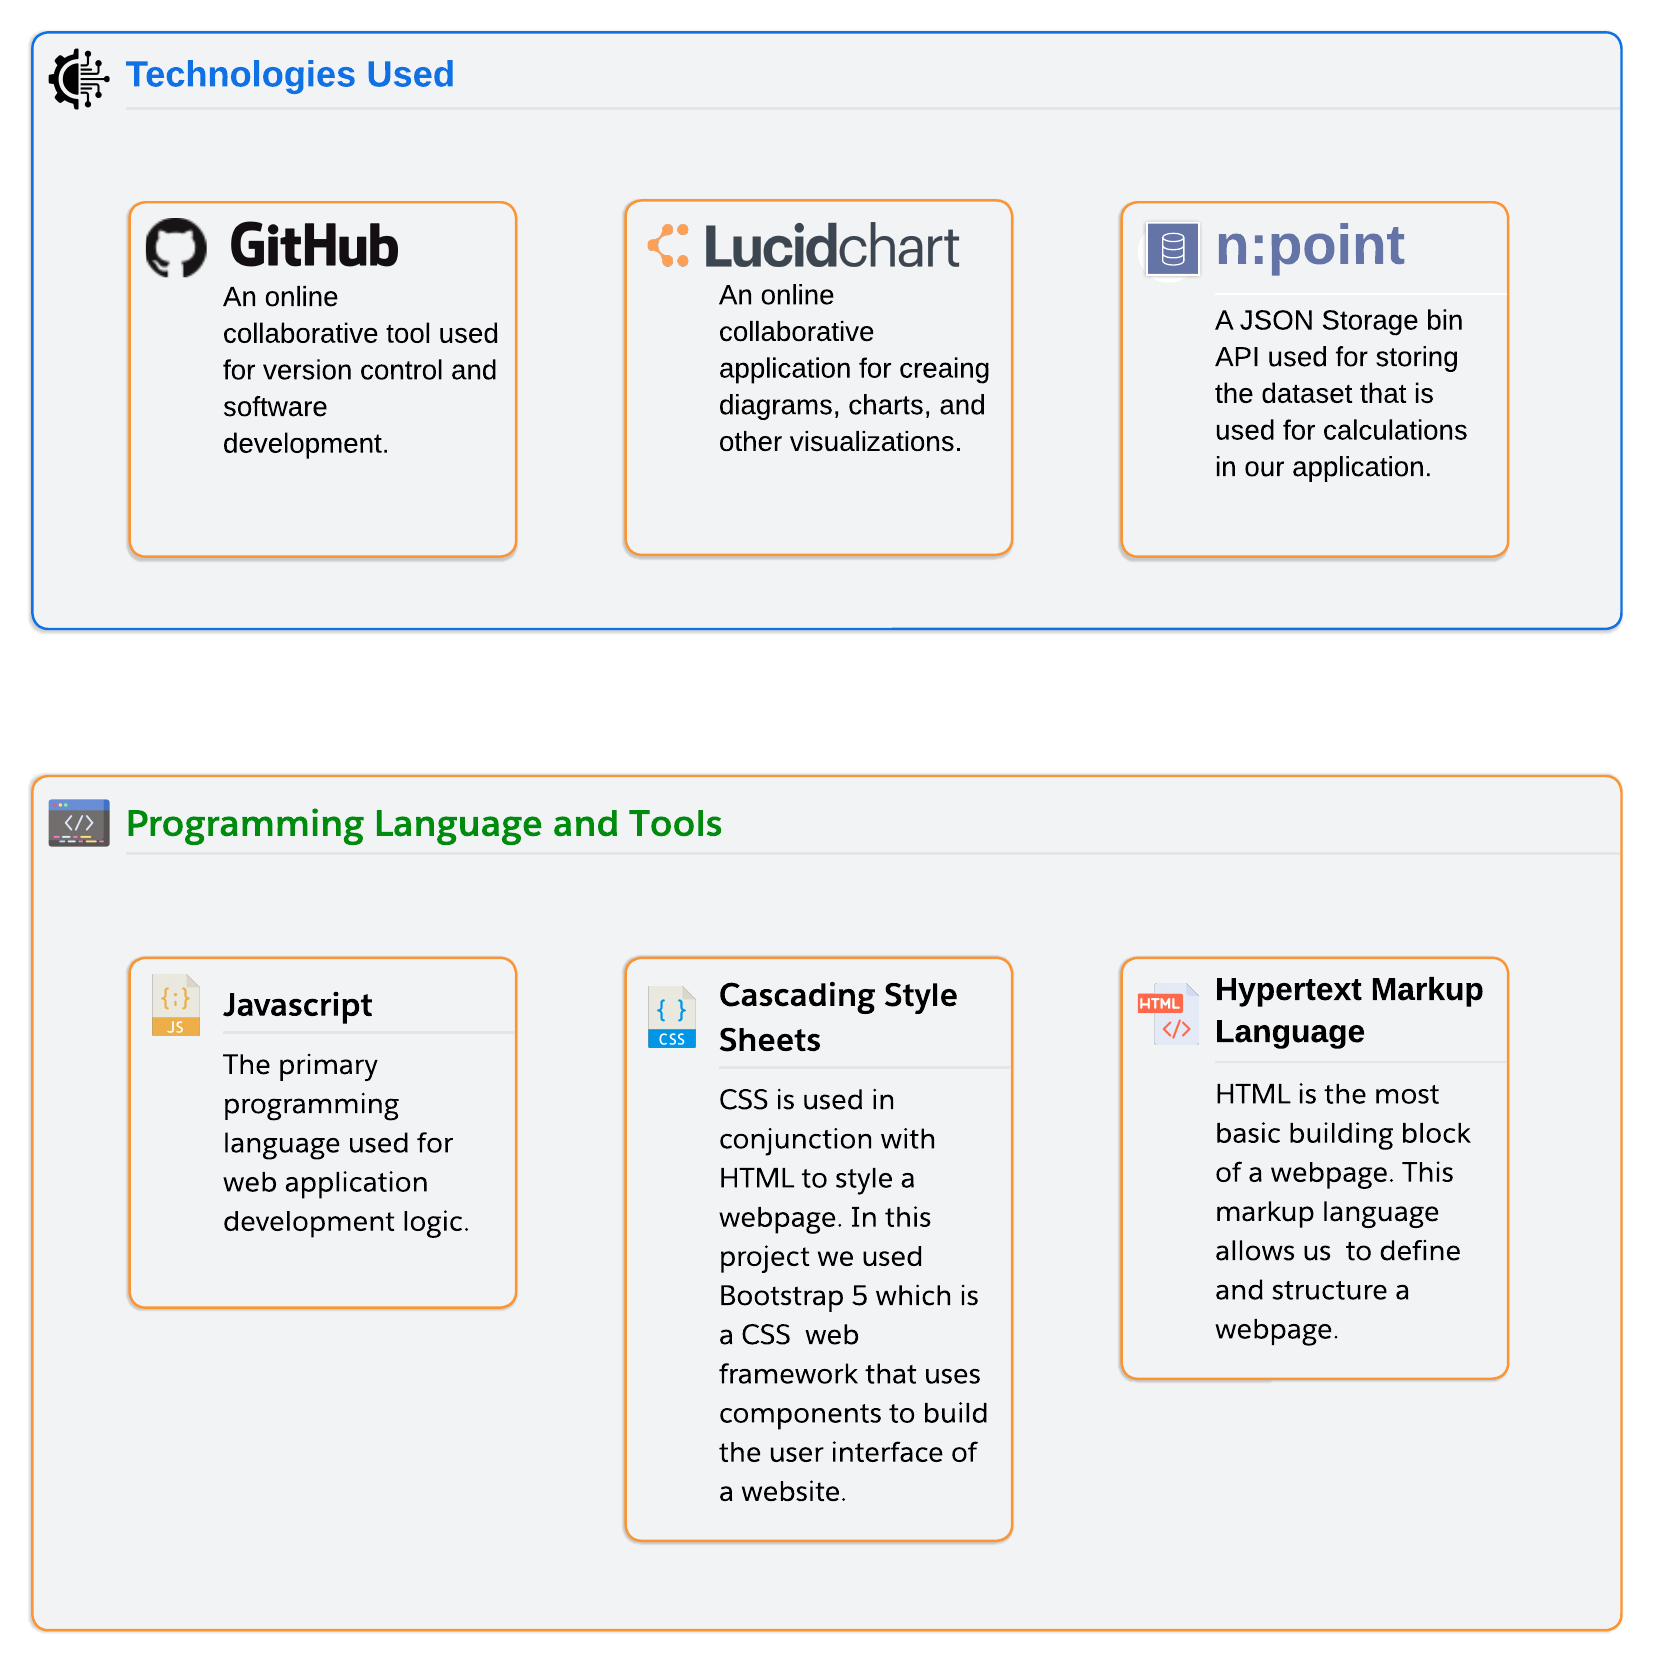 Technologies Used
GitHub
An online
collaborative tool used
for version control and
software
development.
Lucidchart
An online
collaborative
application for creaing
diagrams, charts, and
other visualizations.
n:point
A JSON Storage bin
API used for storing
the dataset that is
used for calculations
in our application.
</>
Programming Language and Tools
{;}
JS
Javascript
The primary
programming
language used for
web application
development logic.
{ }
CSS
Cascading Style
Sheets
CSS is used in
conjunction with
HTML to style a
webpage. In this
project we used
Bootstrap 5 which is
a CSS  web
framework that uses
components to build
the user interface of
a website.
HTML
</>
Hypertext Markup
Language
HTML is the most
basic building block
of a webpage. This
markup language
allows us  to define
and structure a
webpage.